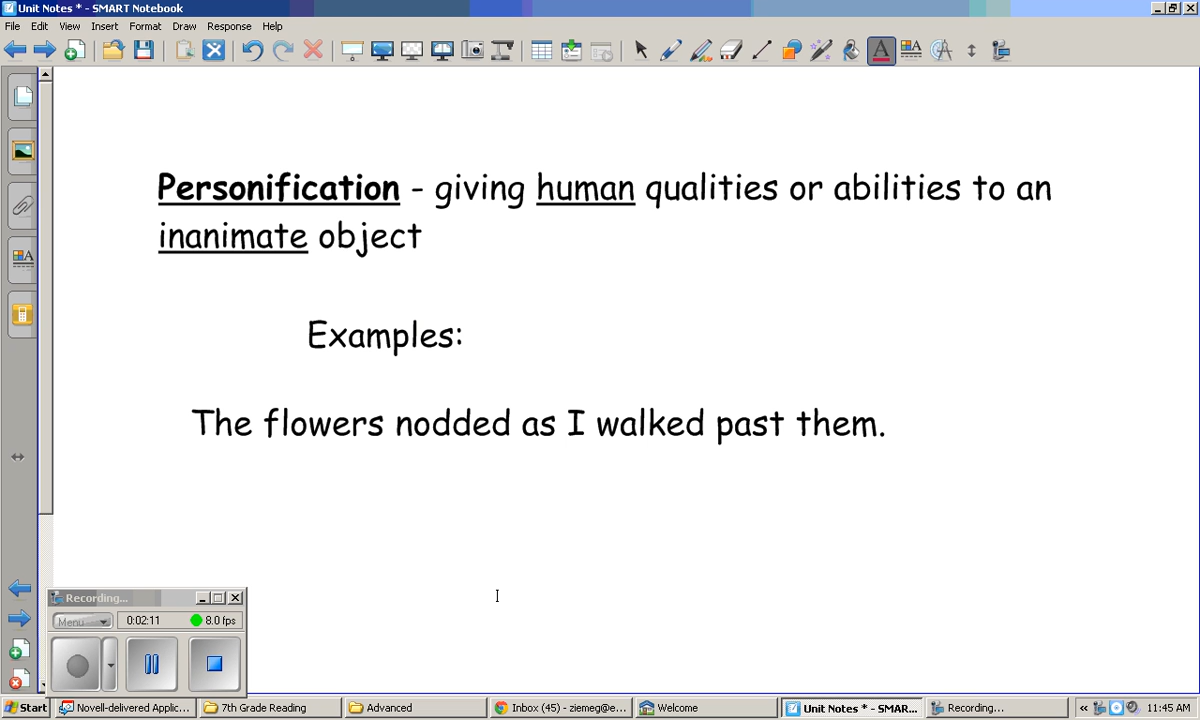 Unit Notes * - SMART Notebook
File Edit View Insert Format Draw Response Help
Personification - giving human qualities or abilities to an
inanimate object
Examples:
The flowers nodded as I walked past them.
Recording...
Menu 0:02:11 8.0 fps
Start Novell-delivered Applic... 7th Grade Reading Advanced Inbox (45) - ziemeg@e... Welcome Unit Notes * - SMAR... Recording... « 11:45 AM